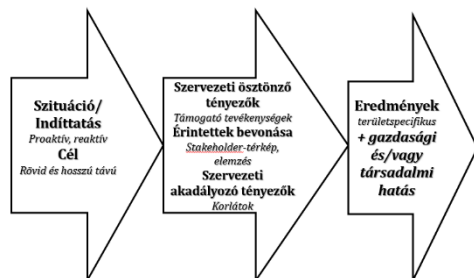 Szituáció/
Indíttatás
Proaktív, reaktív
Cél
Rövid és hosszú távú
Szervezeti ösztönző
tényezők
Támogató tevékenységek
Érintettek bevonása
Stakeholder-térkép,
elemzés
Szervezeti
akadályozó tényezők
Korlátok
Eredmények
területspecifikus
+ gazdasági
és/vagy
társadalmi
hatás